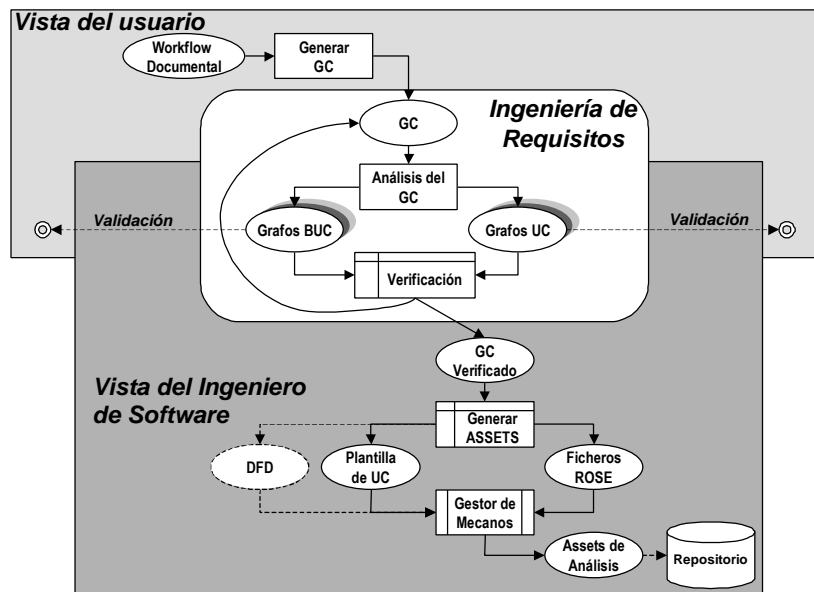 Vista del usuario
Workflow
Documental
Generar
GC
Ingeniería de
Requisitos
GC
Análisis del
GC
Validación
Grafos BUC
Grafos UC
Validación
Verificación
GC
Verificado
Vista del Ingeniero
de Software
Generar
ASSETS
DFD
Plantilla
de UC
Ficheros
ROSE
Gestor de
Mecanos
Assets de
Análisis
Repositorio